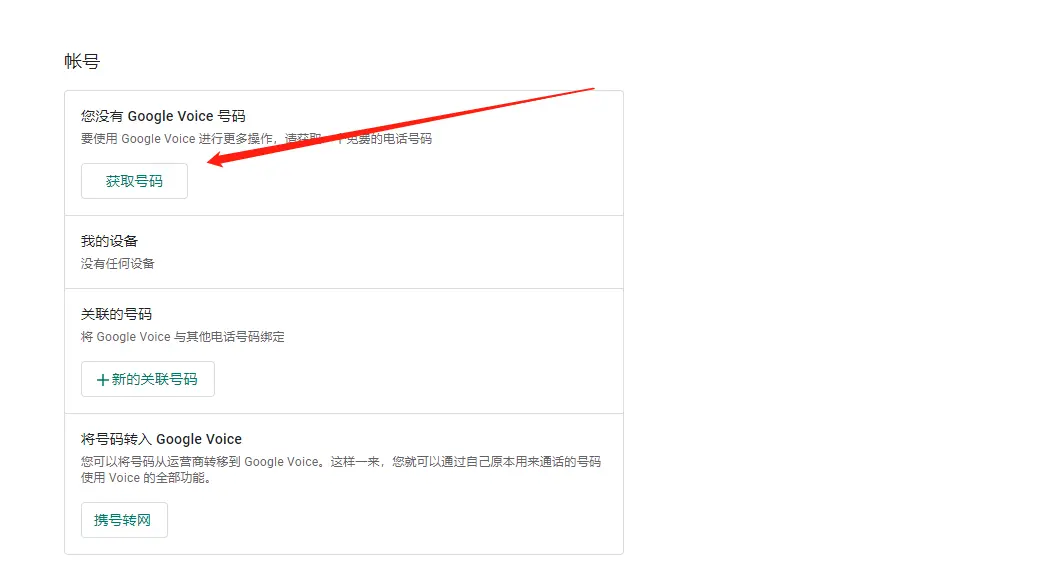 帐号
您没有 Google Voice 号码
要使用 Google Voice 进行更多操作，请获取一个免费的电话号码
获取号码
我的设备
没有任何设备
关联的号码
将 Google Voice 与其他电话号码绑定
+新的关联号码
将号码转入 Google Voice
您可以将号码从运营商转移到 Google Voice。这样一来，您就可以通过自己原本用来通话的号码
使用 Voice 的全部功能。
携号转网